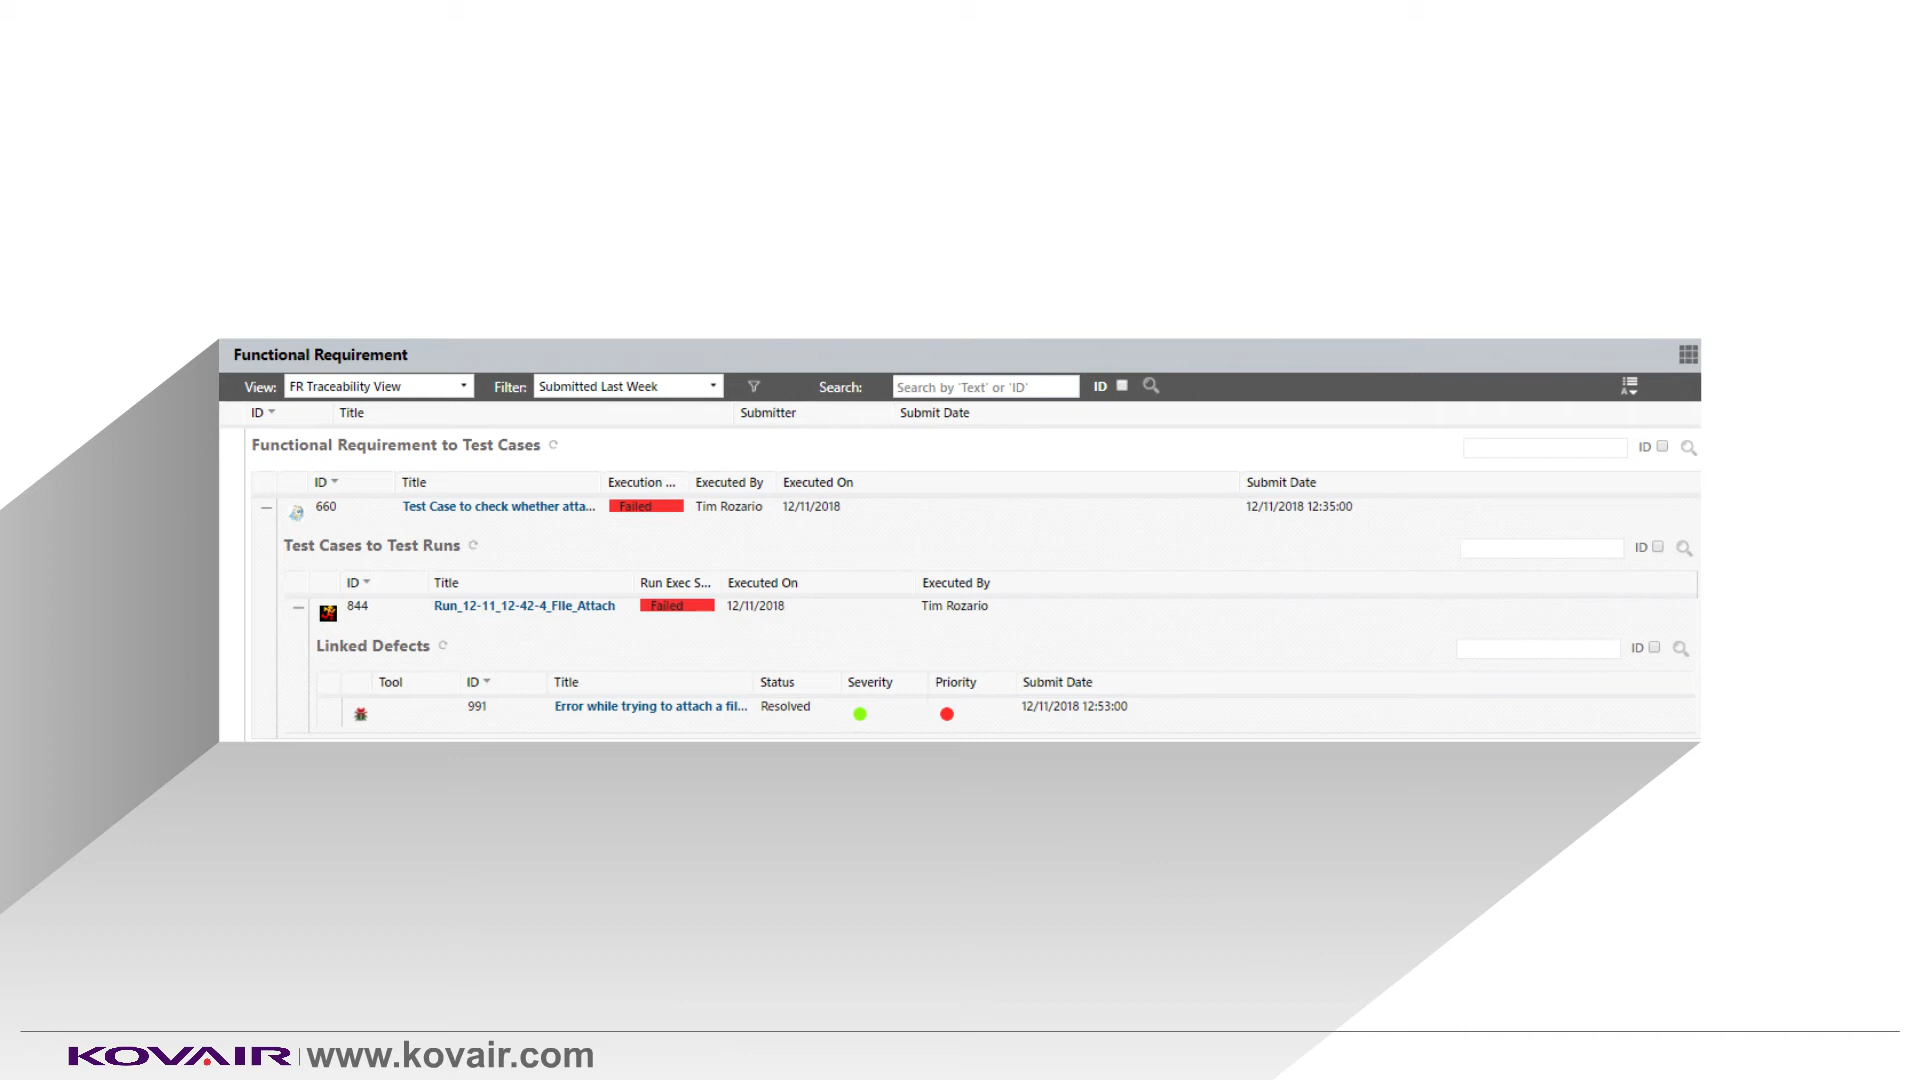 Functional Requirement
View: FR Traceability View Filter: Submitted Last Week Search: Search by 'Text' or 'ID' ID
ID Title Submitter Submit Date
Functional Requirement to Test Cases ID
ID Title Execution ... Executed By Executed On Submit Date
660 Test Case to check whether atta... Failed Tim Rozario 12/11/2018 12/11/2018 12:35:00
Test Cases to Test Runs ID
ID Title Run Exec S... Executed On Executed By
844 Run_12-11_12-42-4_FIle_Attach Failed 12/11/2018 Tim Rozario
Linked Defects ID
Tool ID Title Status Severity Priority Submit Date
991 Error while trying to attach a fil... Resolved 12/11/2018 12:53:00
KOVAIR www.kovair.com